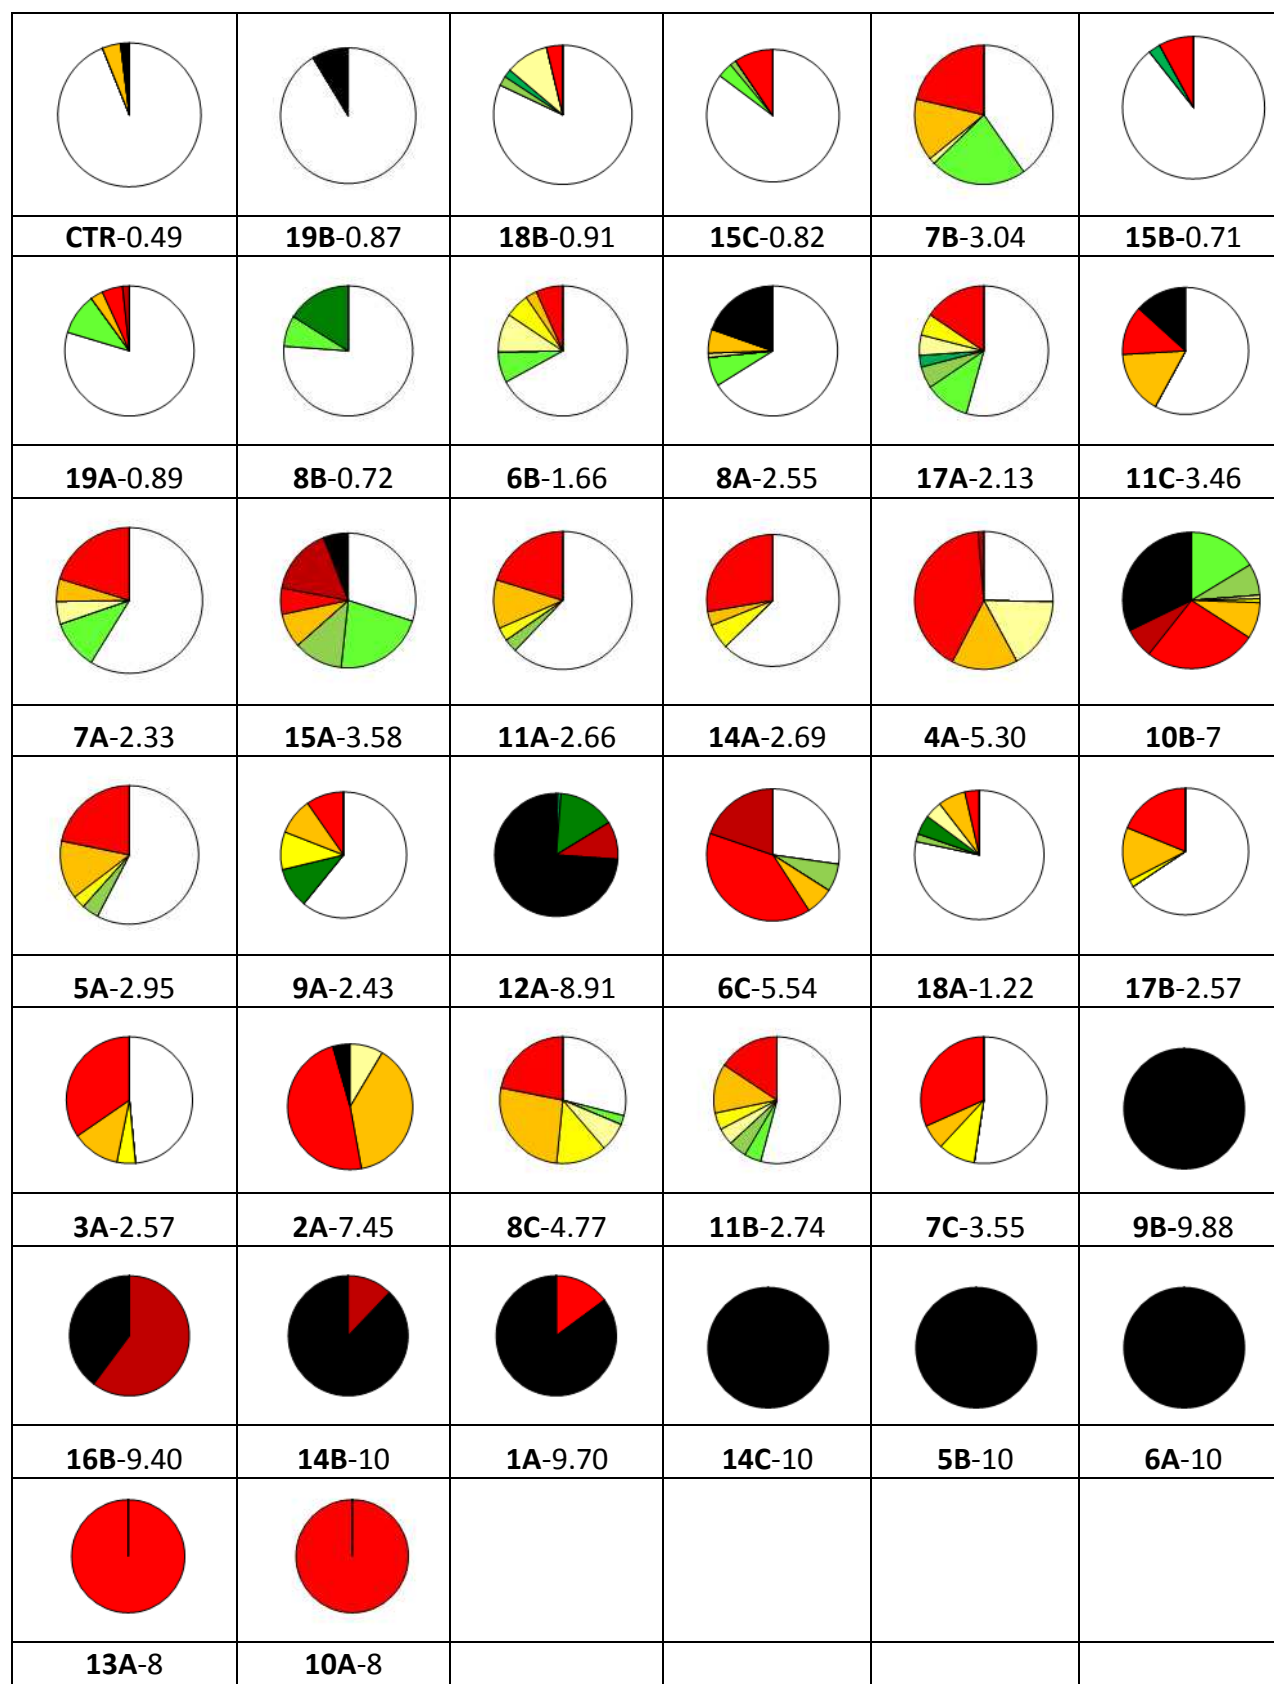 CTR-0.49 19B-0.87 18B-0.91 15C-0.82 7B-3.04 15B-0.71
19A-0.89 8B-0.72 6B-1.66 8A-2.55 17A-2.13 11C-3.46
7A-2.33 15A-3.58 11A-2.66 14A-2.69 4A-5.30 10B-7
5A-2.95 9A-2.43 12A-8.91 6C-5.54 18A-1.22 17B-2.57
3A-2.57 2A-7.45 8C-4.77 11B-2.74 7C-3.55 9B-9.88
16B-9.40 14B-10 1A-9.70 14C-10 5B-10 6A-10
13A-8 10A-8